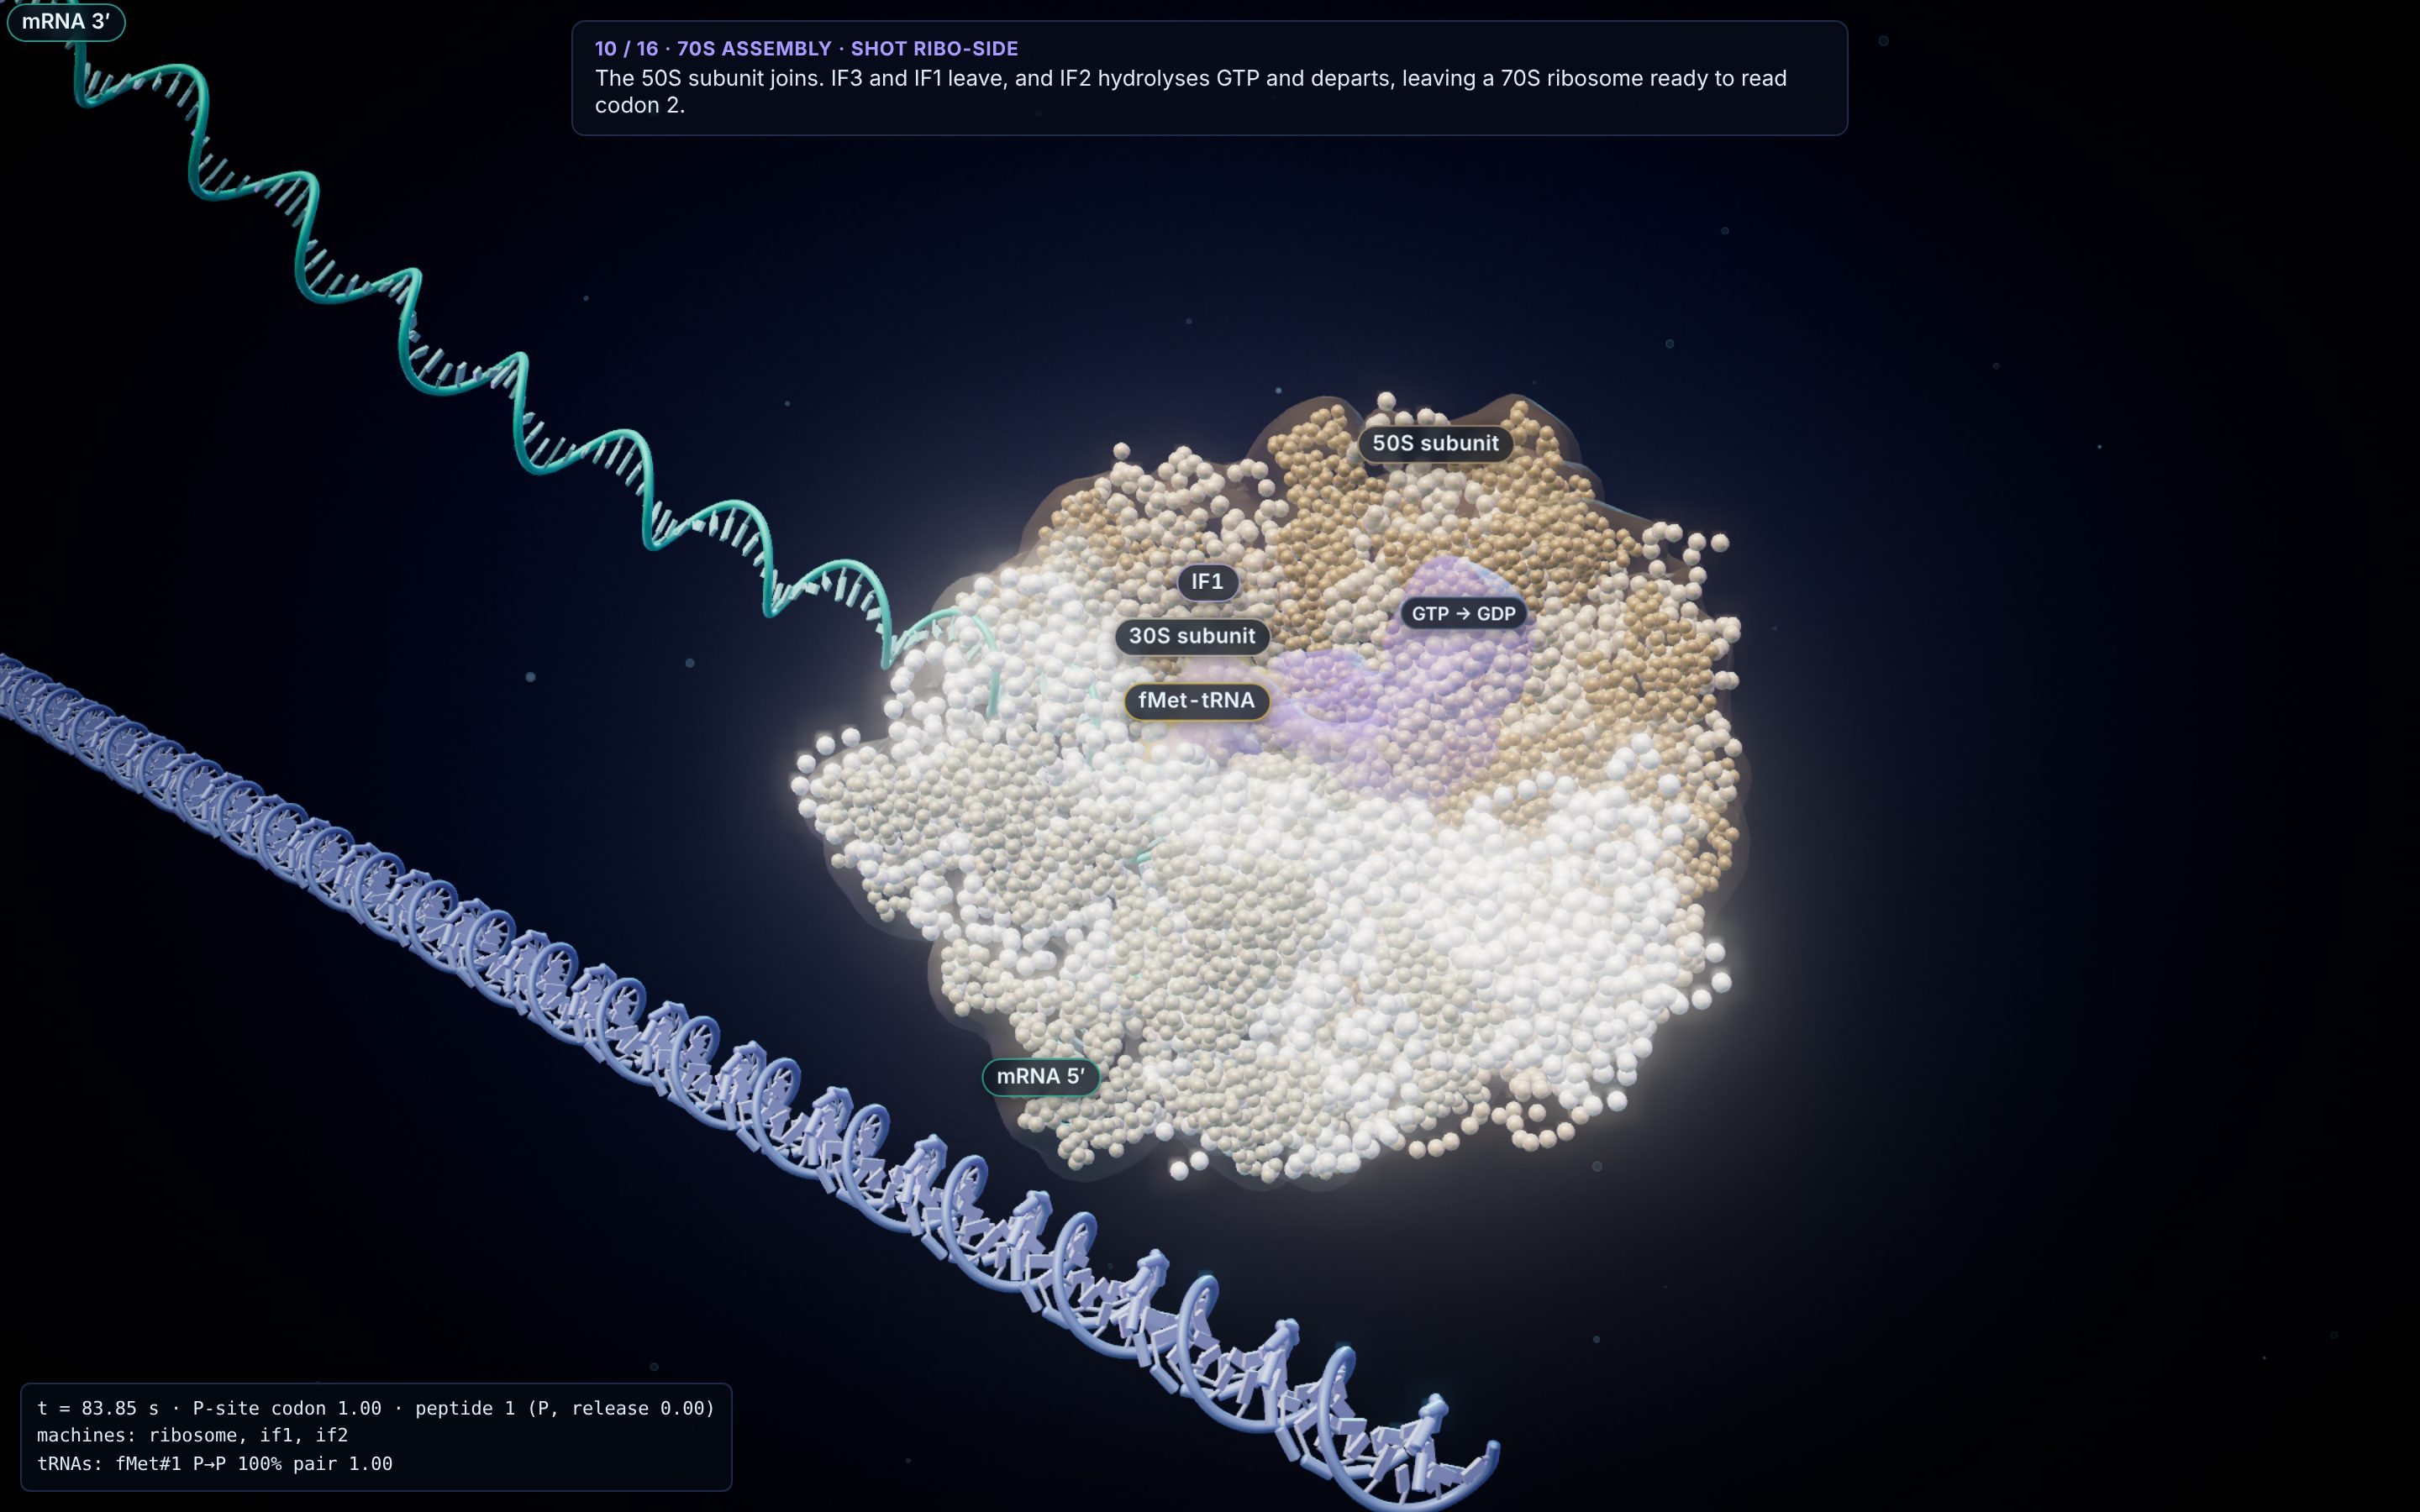 mRNA 3′
10 / 16 · 70S ASSEMBLY · SHOT RIBO-SIDE
The 50S subunit joins. IF3 and IF1 leave, and IF2 hydrolyses GTP and departs, leaving a 70S ribosome ready to read
codon 2.
50S subunit
IF1
GTP → GDP
30S subunit
fMet-tRNA
mRNA 5′
t = 83.85 s · P-site codon 1.00 · peptide 1 (P, release 0.00)
machines: ribosome, if1, if2
tRNAs: fMet#1 P→P 100% pair 1.00